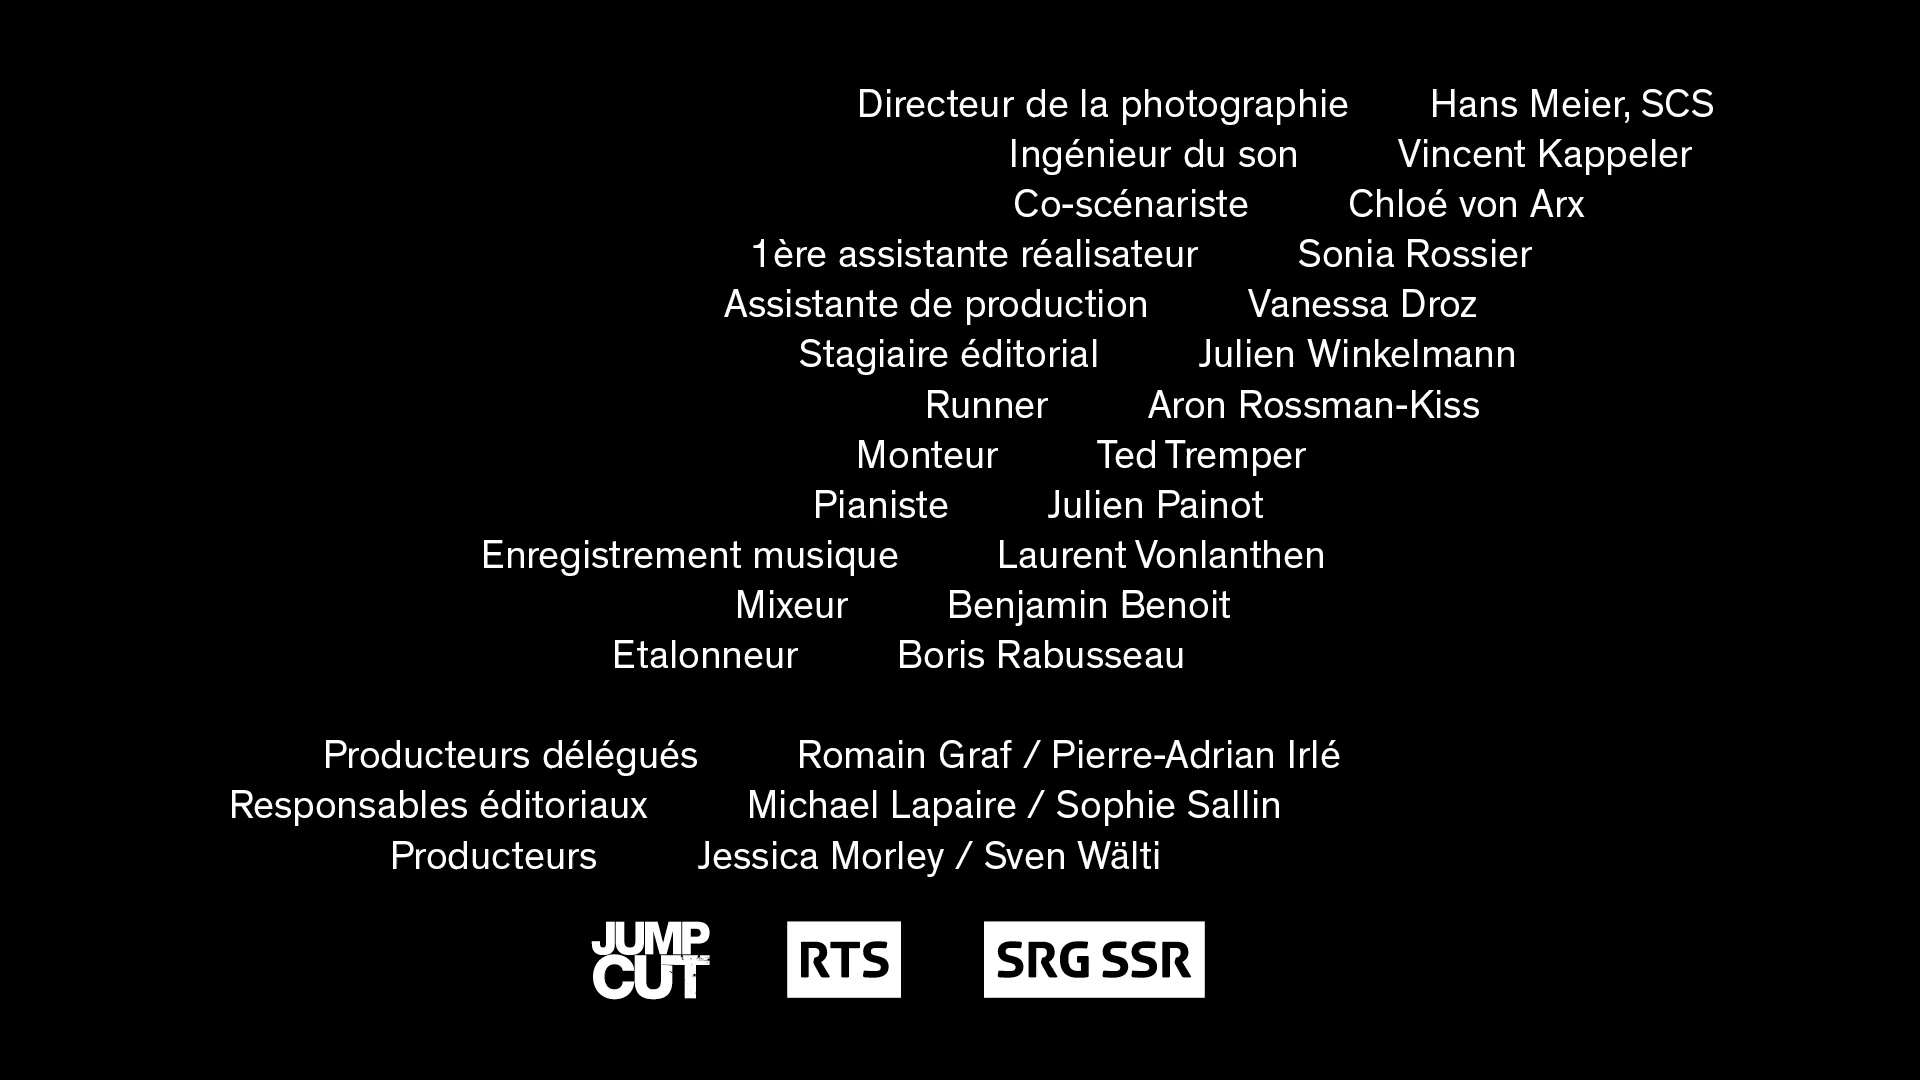 Directeur de la photographie Hans Meier, SCS
Ingénieur du son Vincent Kappeler
Co-scénariste Chloé von Arx
1ère assistante réalisateur Sonia Rossier
Assistante de production Vanessa Droz
Stagiaire éditorial Julien Winkelmann
Runner Aron Rossman-Kiss
Monteur Ted Tremper
Pianiste Julien Painot
Enregistrement musique Laurent Vonlanthen
Mixeur Benjamin Benoit
Etalonneur Boris Rabusseau
Producteurs délégués Romain Graf / Pierre-Adrian Irlé
Responsables éditoriaux Michael Lapaire / Sophie Sallin
Producteurs Jessica Morley / Sven Wälti
JUMP
CUT
RTS
SRG SSR